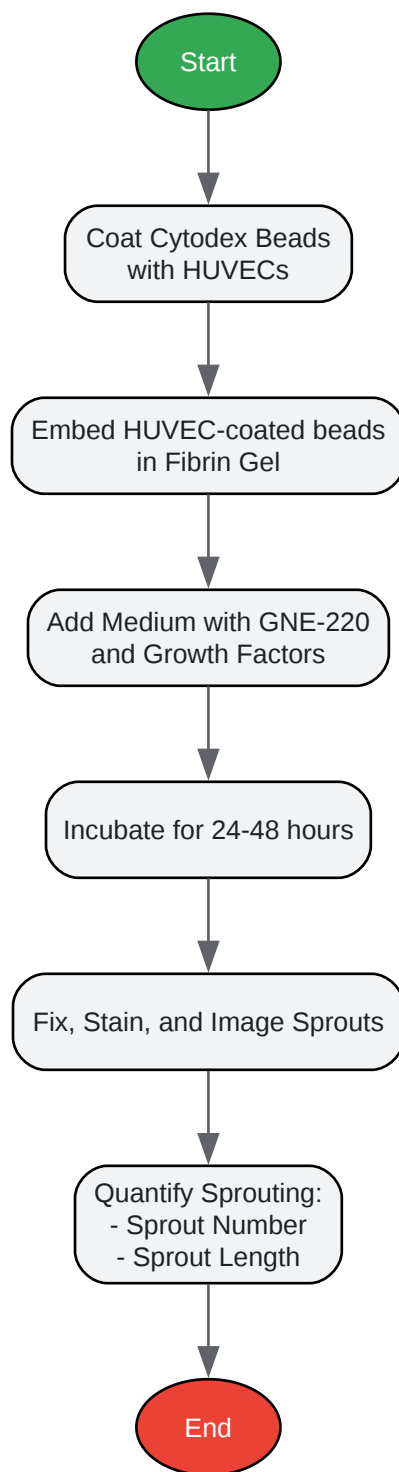 Start
Coat Cytodex Beads
with HUVECs
Embed HUVEC-coated beads
in Fibrin Gel
Add Medium with GNE-220
and Growth Factors
Incubate for 24-48 hours
Fix, Stain, and Image Sprouts
Quantify Sprouting:
- Sprout Number
- Sprout Length
End